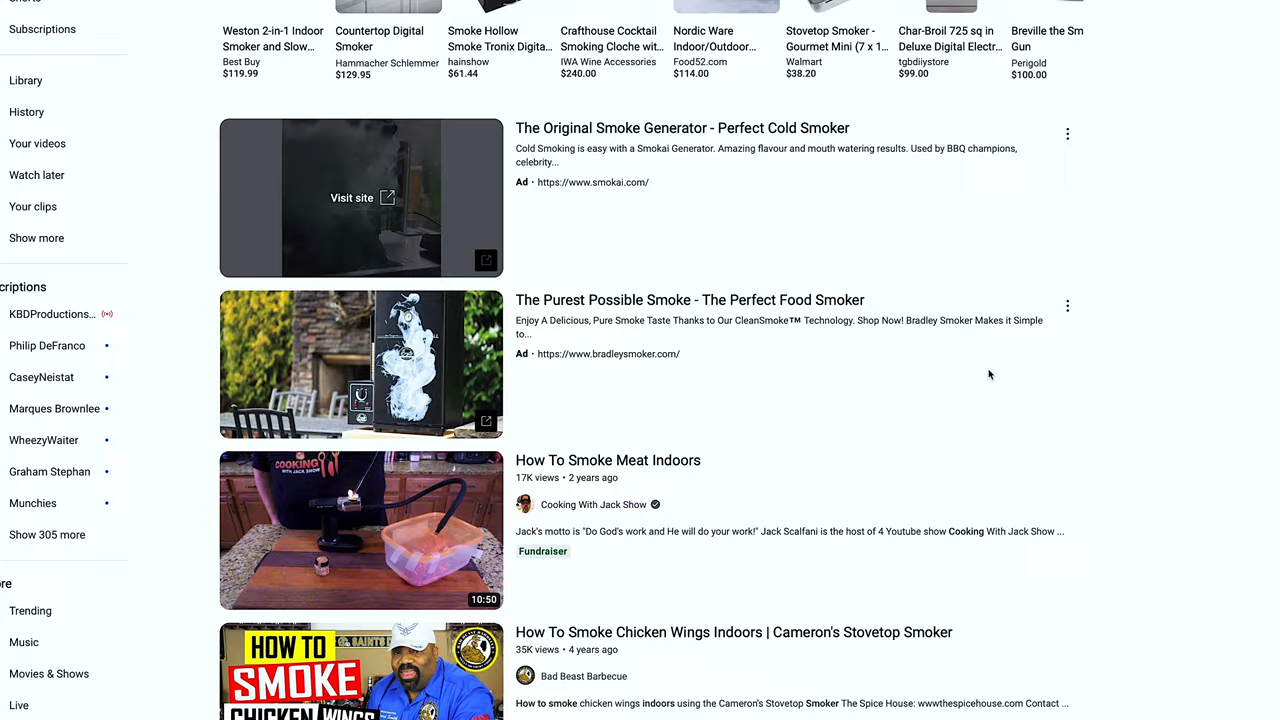 Subscriptions
Library
History
Your videos
Watch later
Your clips
Show more
criptions
KBDProductions...
Philip DeFranco
CaseyNeistat
Marques Brownlee
WheezyWaiter
Graham Stephan
Munchies
Show 305 more
re
Trending
Music
Movies & Shows
Live
Weston 2-in-1 Indoor
Smoker and Slow...
Best Buy
$119.99
Countertop Digital
Smoker
Hammacher Schlemmer
$129.95
Smoke Hollow
Smoke Tronix Digita...
hainshow
$61.44
Crafthouse Cocktail
Smoking Cloche wit...
IWA Wine Accessories
$240.00
Nordic Ware
Indoor/Outdoor...
Food52.com
$114.00
Stovetop Smoker -
Gourmet Mini (7 x 1...
Walmart
$38.20
Char-Broil 725 sq in
Deluxe Digital Electr...
tgbdiiystore
$99.00
Breville the Sm
Gun
Perigold
$100.00
Visit site
The Original Smoke Generator - Perfect Cold Smoker
Cold Smoking is easy with a Smokai Generator. Amazing flavour and mouth watering results. Used by BBQ champions,
celebrity...
Ad · https://www.smokai.com/
The Purest Possible Smoke - The Perfect Food Smoker
Enjoy A Delicious, Pure Smoke Taste Thanks to Our CleanSmoke™ Technology. Shop Now! Bradley Smoker Makes it Simple
to...
Ad · https://www.bradleysmoker.com/
COOKING
WITH JACK SHOW
10:50
How To Smoke Meat Indoors
17K views • 2 years ago
Cooking With Jack Show
Jack's motto is "Do God's work and He will do your work!" Jack Scalfani is the host of 4 Youtube show Cooking With Jack Show ...
Fundraiser
HOW TO
SMOKE
CHICKEN WINGS
SAINTS
How To Smoke Chicken Wings Indoors | Cameron's Stovetop Smoker
35K views • 4 years ago
Bad Beast Barbecue
How to smoke chicken wings indoors using the Cameron's Stovetop Smoker The Spice House: wwwthespicehouse.com Contact ...